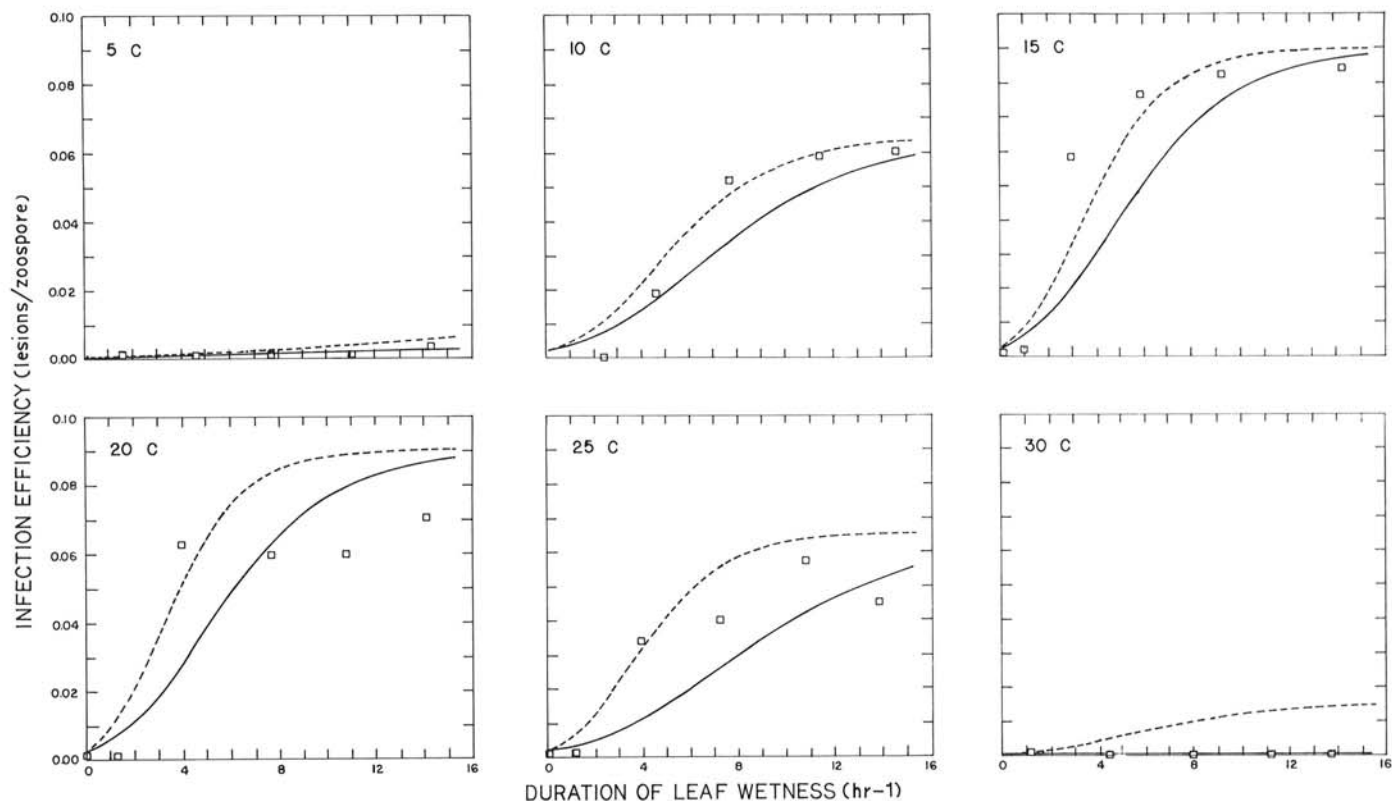 INFECTION EFFICIENCY (lesions/zoospore)
0.10
0.08
0.06
0.04
0.02
0.00
5 C
10 C
15 C
0.10
0.08
0.06
0.04
0.02
0.00
20 C
25 C
30 C
0 4 8 12 16
0 4 8 12 16
0 4 8 12 16
DURATION OF LEAF WETNESS (hr-1)